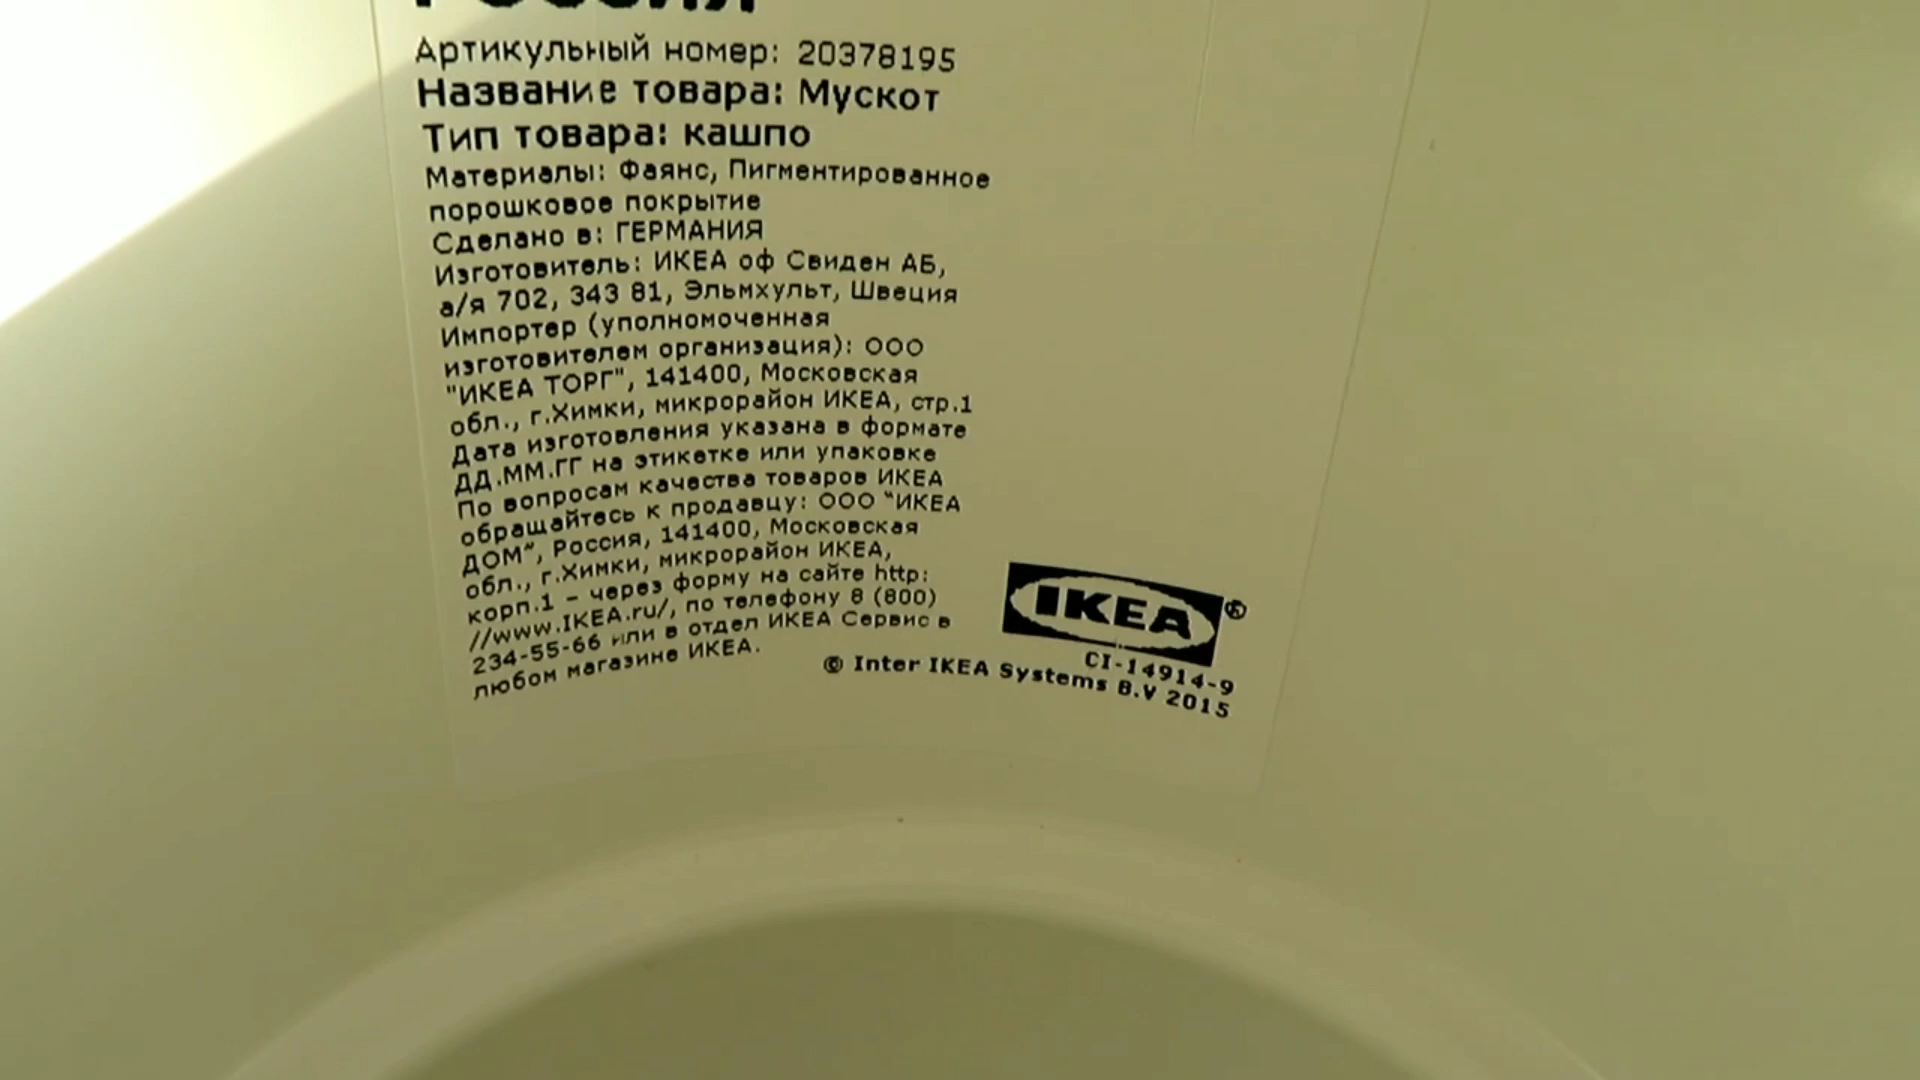 РОССИЯ
Артикульный номер: 20378195
Название товара: Мускот
Тип товара: кашпо
Материалы: Фаянс, Пигментированное
порошковое покрытие
Сделано в: ГЕРМАНИЯ
Изготовитель: ИКЕА оф Свиден АБ,
а/я 702, 343 81, Эльмхульт, Швеция
Импортер (уполномоченная
изготовителем организация): ООО
"ИКЕА ТОРГ", 141400, Московская
обл., г.Химки, микрорайон ИКЕА, стр.1
Дата изготовления указана в формате
ДД.ММ.ГГ на этикетке или упаковке
По вопросам качества товаров ИКЕА
обращайтесь к продавцу: ООО “ИКЕА
ДОМ”, Россия, 141400, Московская
обл., г.Химки, микрорайон ИКЕА,
корп.1 – через форму на сайте http:
//www.IKEA.ru/, по телефону 8 (800)
234-55-66 или в отдел ИКЕА Сервис в
любом магазине ИКЕА.
IKEA®
CI-14914-9
© Inter IKEA Systems B.V 2015